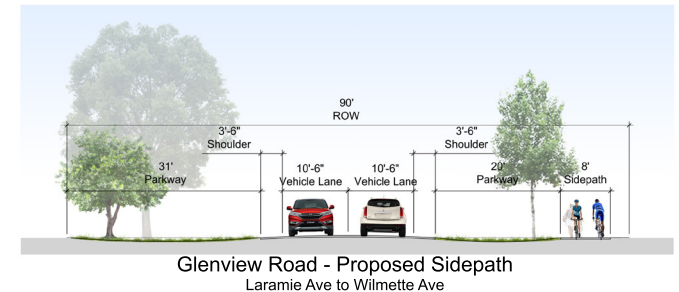 90'
ROW
3'-6"
Shoulder
3'-6"
Shoulder
31'
Parkway
10'-6"
Vehicle Lane
10'-6"
Vehicle Lane
20'
Parkway
8'
Sidepath
Glenview Road - Proposed Sidepath
Laramie Ave to Wilmette Ave